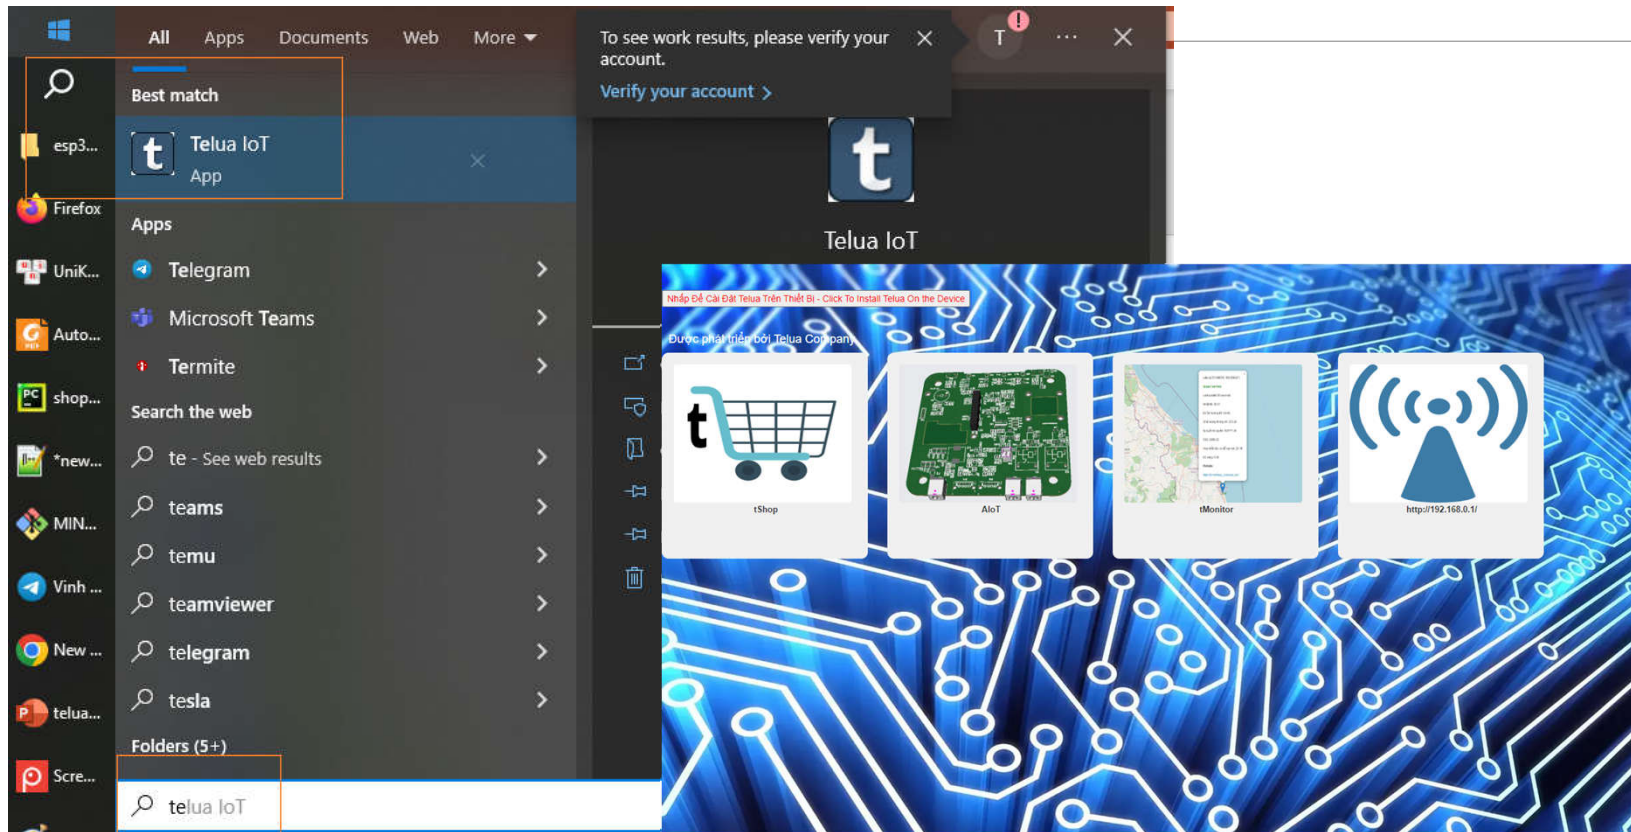 All Apps Documents Web More
To see work results, please verify your
account.
Verify your account
T
!
Best match
t
Telua IoT
App
Apps
Telegram
Microsoft Teams
Termite
Search the web
te - See web results
teams
temu
teamviewer
telegram
tesla
Folders (5+)
telua IoT
esp3...
Firefox
UniK...
Auto...
PC
shop...
*new...
MIN...
Vinh ...
New ...
P
telua...
Scre...
t
Telua IoT
Nhấp Để Cài Đặt Telua Trên Thiết Bị - Click To Install Telua On the Device
Được phát triển bởi Telua Company
t
tShop
AIoT
tMonitor
http://192.168.0.1/